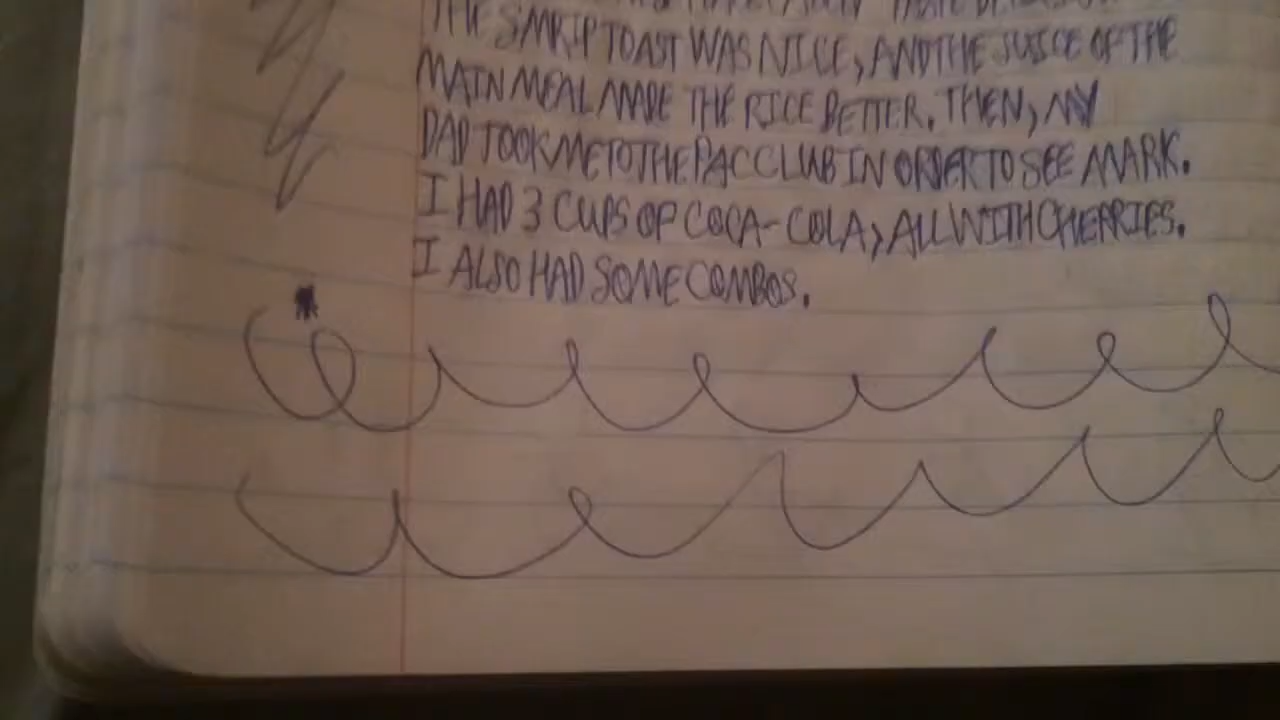 THE SMRIP TOAST WAS NICE, AND THE JUICE OF THE
MAIN MEAL MADE THE RICE BETTER. THEN, MY
DAD TOOK ME TO THE PAC CLUB IN ORDER TO SEE MARK.
I HAD 3 CUPS OF COCA-COLA, ALL WITH CHERRIES.
I ALSO HAD SOME COMBOS.